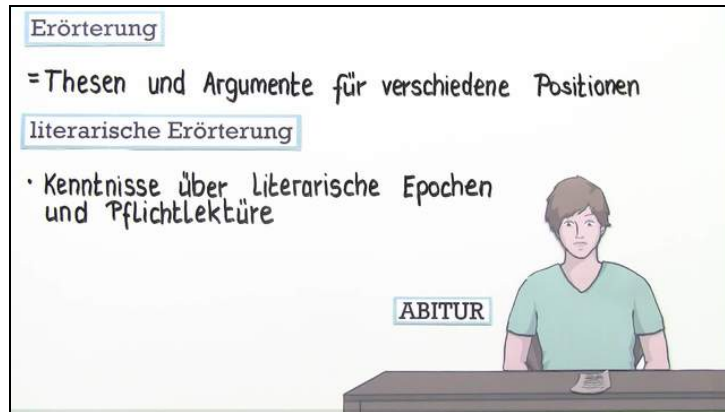 Erörterung
= Thesen und Argumente für verschiedene Positionen
literarische Erörterung
· Kenntnisse über literarische Epochen
und Pflichtlektüre
ABITUR